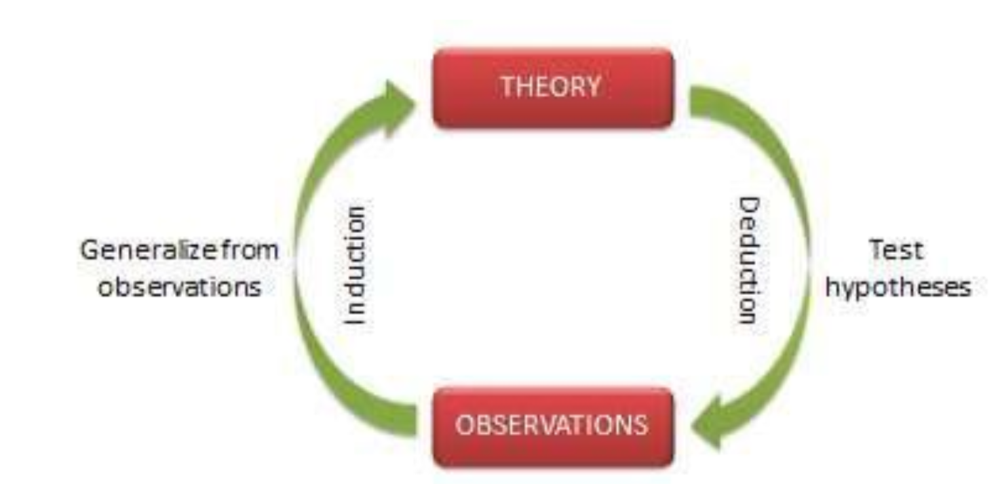 THEORY
Generalize from
observations
Induction
Deduction
Test
hypotheses
OBSERVATIONS